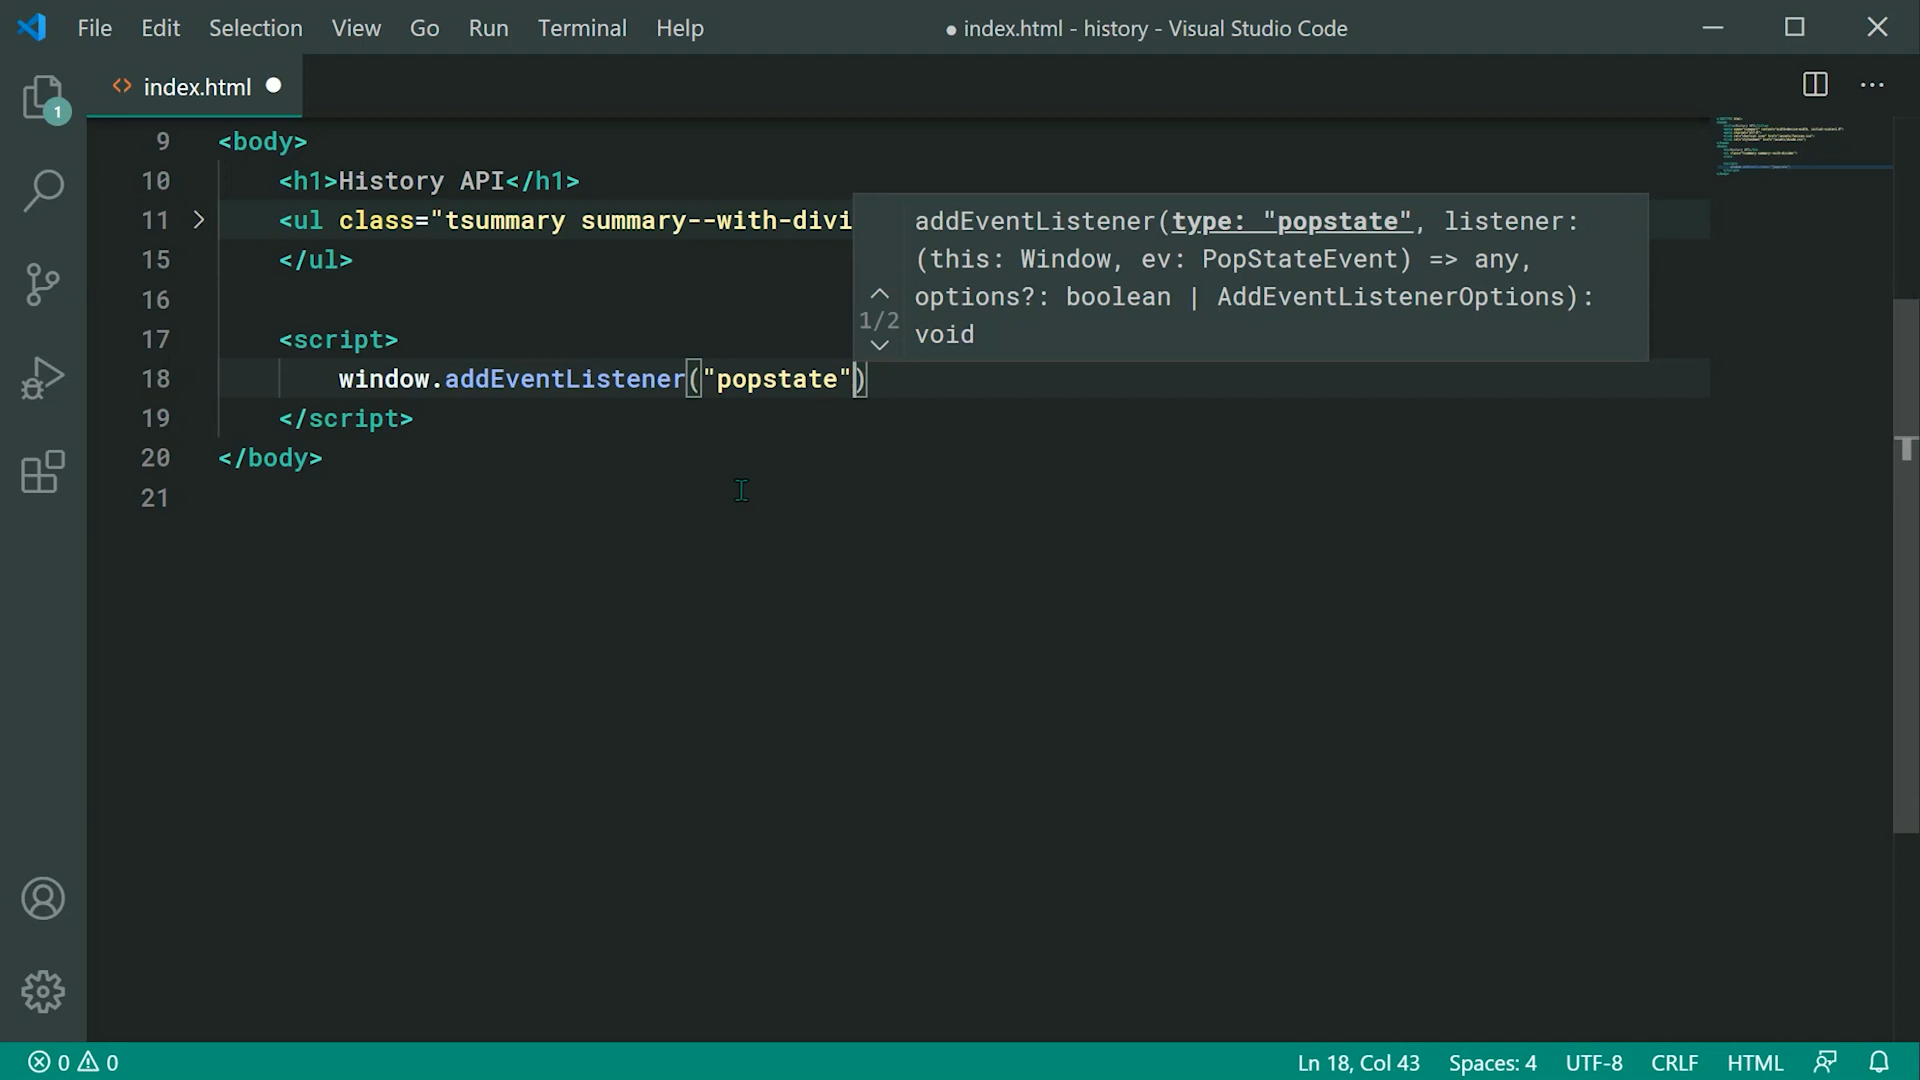 File Edit Selection View Go Run Terminal Help ● index.html - history - Visual Studio Code
1
<> index.html ●
9 <body>
10 <h1>History API</h1>
11 <ul class="tsummary summary--with-divi
15 </ul>
16
17 <script>
18 window.addEventListener("popstate")
19 </script>
20 </body>
21
addEventListener(type: "popstate", listener:
(this: Window, ev: PopStateEvent) => any,
options?: boolean | AddEventListenerOptions):
void
1/2
0 0 Ln 18, Col 43 Spaces: 4 UTF-8 CRLF HTML